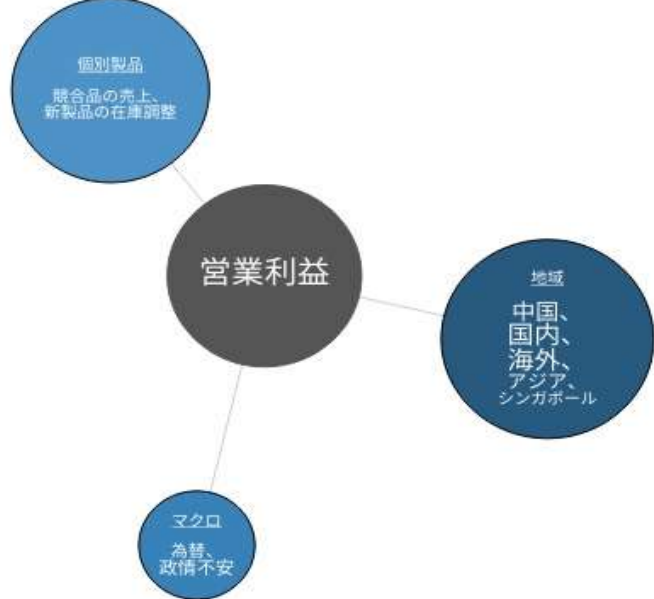 個別製品
競合品の売上、
新製品の在庫調整
営業利益
地域
中国、
国内、
海外、
アジア、
シンガポール
マクロ
為替、
政情不安